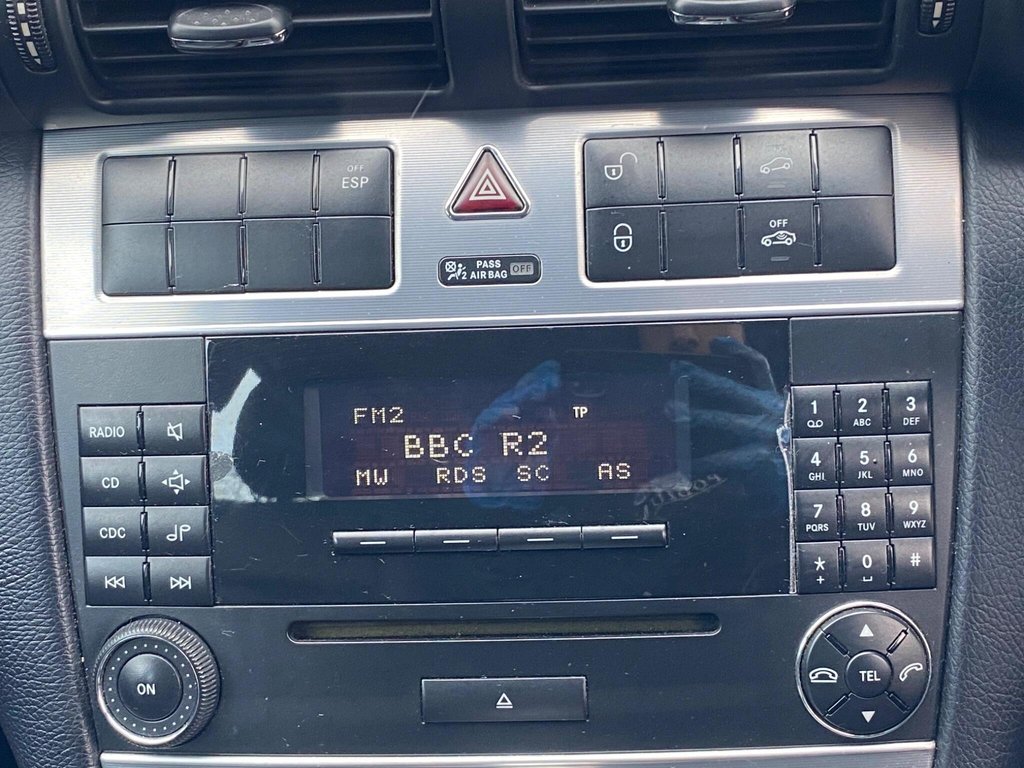 OFF
ESP
PASS
2 AIR BAG OFF
OFF
FM2 TP
BBC R2
MW RDS SC AS
RADIO
CD
CDC
ON
1
2 ABC
3 DEF
4 GHI
5 JKL
6 MNO
7 PQRS
8 TUV
9 WXYZ
*
+
0
#
TEL